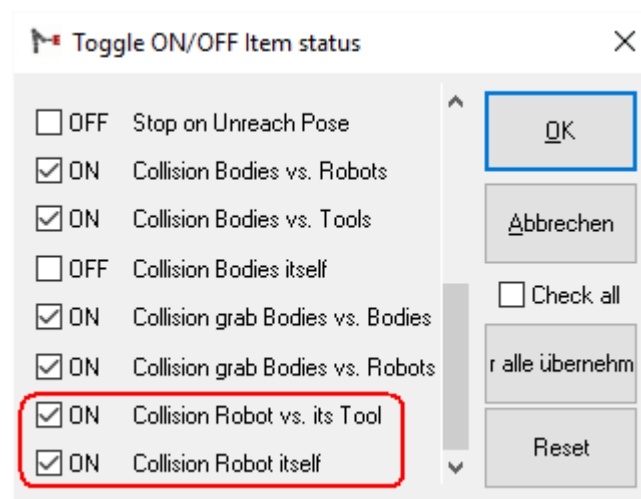 Toggle ON/OFF Item status
OFF Stop on Unreach Pose
ON Collision Bodies vs. Robots
ON Collision Bodies vs. Tools
OFF Collision Bodies itself
ON Collision grab Bodies vs. Bodies
ON Collision grab Bodies vs. Robots
ON Collision Robot vs. its Tool
ON Collision Robot itself
OK
Abbrechen
Check all
r alle übernehm
Reset